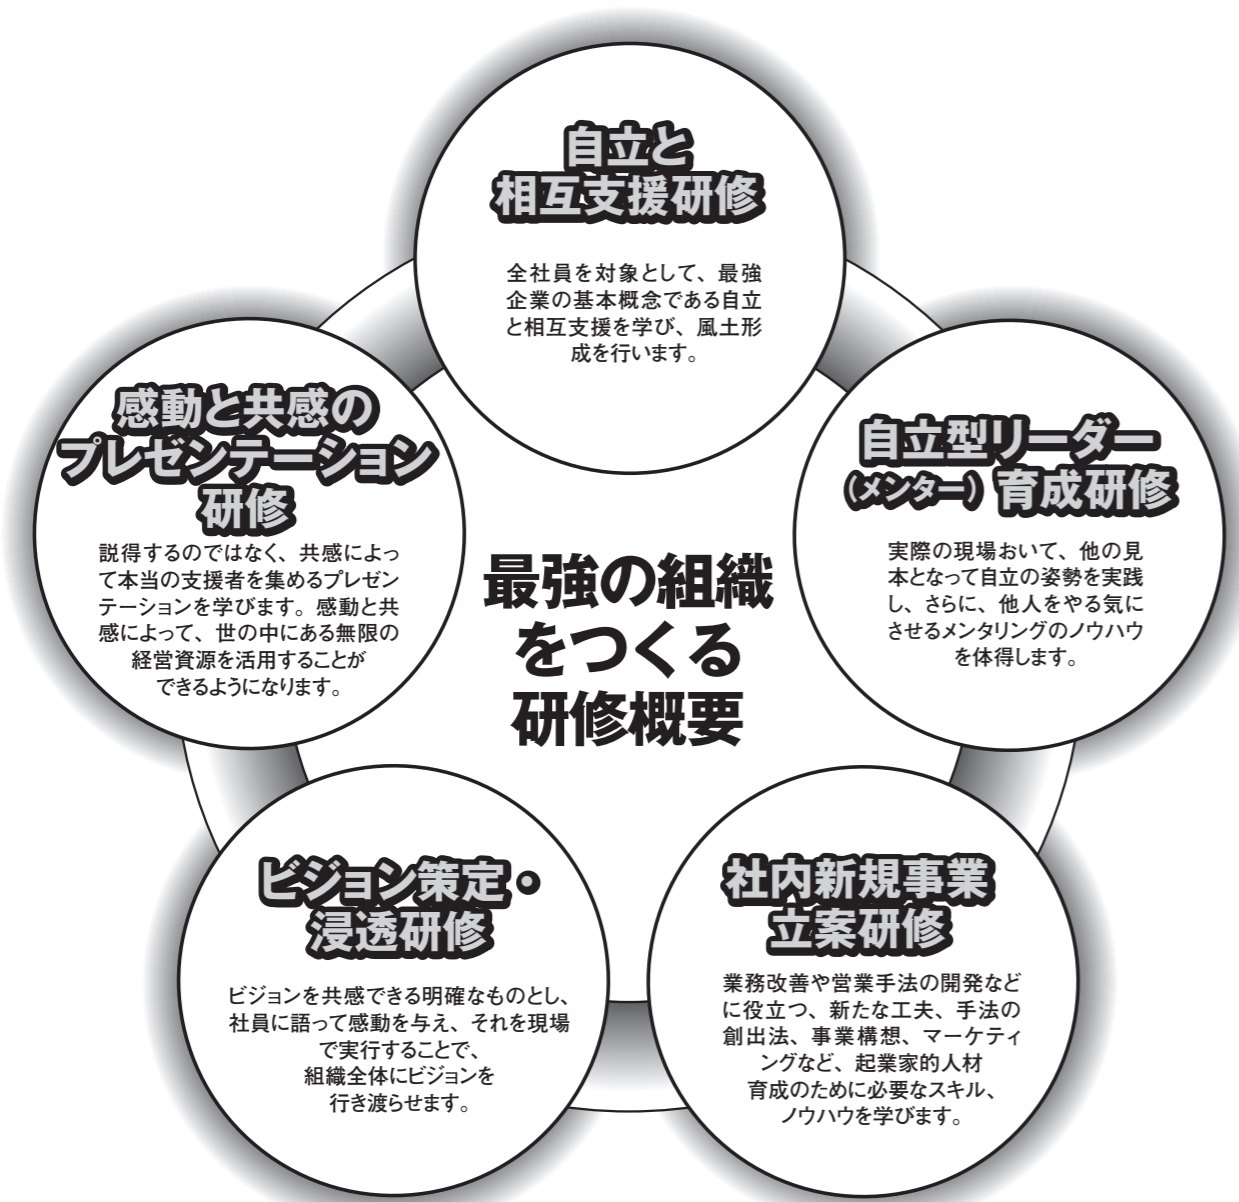 自立と
相互支援研修
全社員を対象として、最強
企業の基本概念である自立
と相互支援を学び、風土形
成を行います。
感動と共感の
プレゼンテーション
研修
説得するのではなく、共感によっ
て本当の支援者を集めるプレゼン
テーションを学びます。感動と共
感によって、世の中にある無限の
経営資源を活用することが
できるようになります。
自立型リーダー
（メンター）育成研修
実際の現場おいて、他の見
本となって自立の姿勢を実践
し、さらに、他人をやる気に
させるメンタリングのノウハウ
を体得します。
最強の組織
をつくる
研修概要
ビジョン策定・
浸透研修
ビジョンを共感できる明確なものとし、
社員に語って感動を与え、それを現場
で実行することで、
組織全体にビジョンを
行き渡らせます。
社内新規事業
立案研修
業務改善や営業手法の開発など
に役立つ、新たな工夫、手法の
創出法、事業構想、マーケティ
ングなど、起業家的人材
育成のために必要なスキル、
ノウハウを学びます。